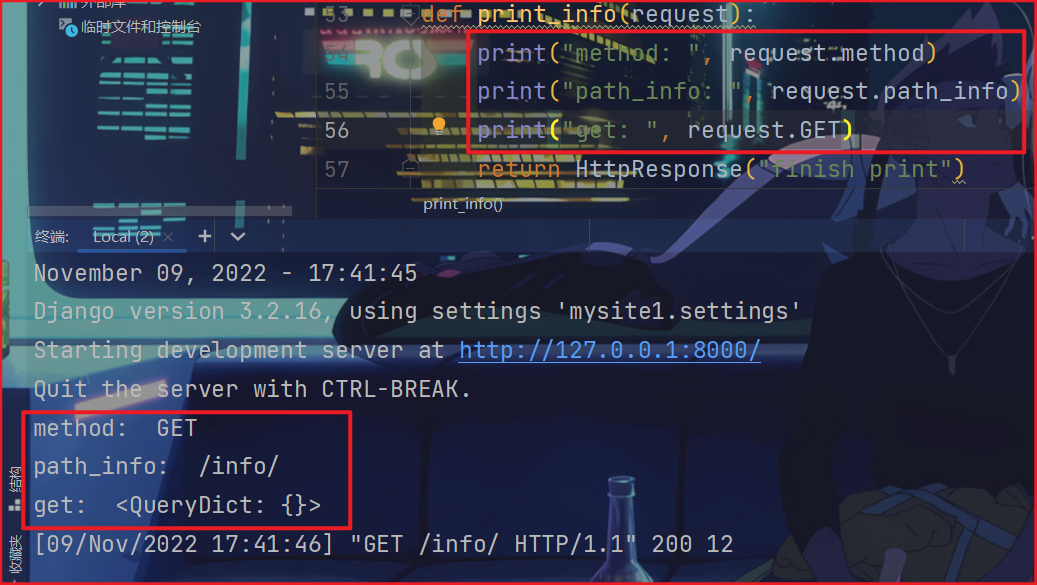 外部库
临时文件和控制台
53 def print_info(request):
54 print("method: ", request.method)
55 print("path_info: ", request.path_info)
56 print("get: ", request.GET)
57 return HttpResponse("finish print")
print_info()
终端: Local (2) × +
November 09, 2022 - 17:41:45
Django version 3.2.16, using settings 'mysite1.settings'
Starting development server at http://127.0.0.1:8000/
Quit the server with CTRL-BREAK.
method:  GET
path_info:  /info/
get:  <QueryDict: {}>
[09/Nov/2022 17:41:46] "GET /info/ HTTP/1.1" 200 12
结构
收藏夹